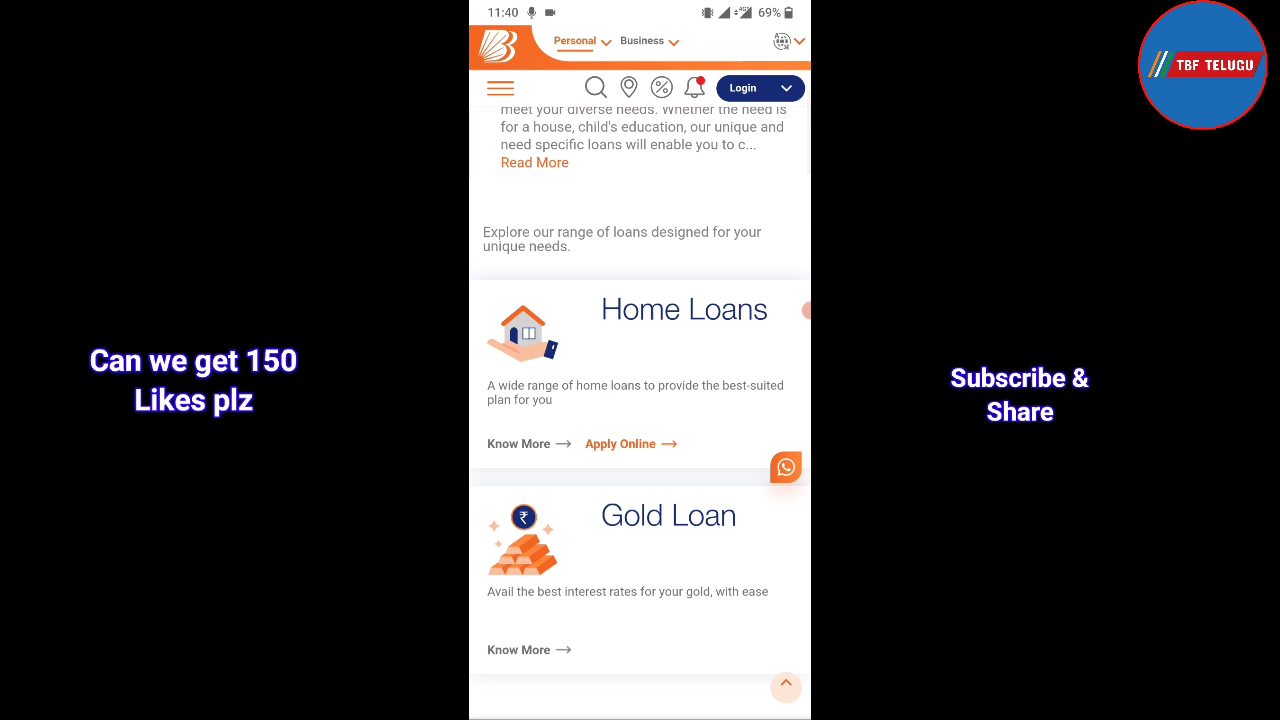 11:40
4G
69%
Personal
Business
Login
meet your diverse needs. Whether the need is
for a house, child's education, our unique and
need specific loans will enable you to c...
Read More
Explore our range of loans designed for your
unique needs.
Home Loans
A wide range of home loans to provide the best-suited
plan for you
Know More
Apply Online
₹
Gold Loan
Avail the best interest rates for your gold, with ease
Know More
Can we get 150
Likes plz
TBF TELUGU
Subscribe &
Share